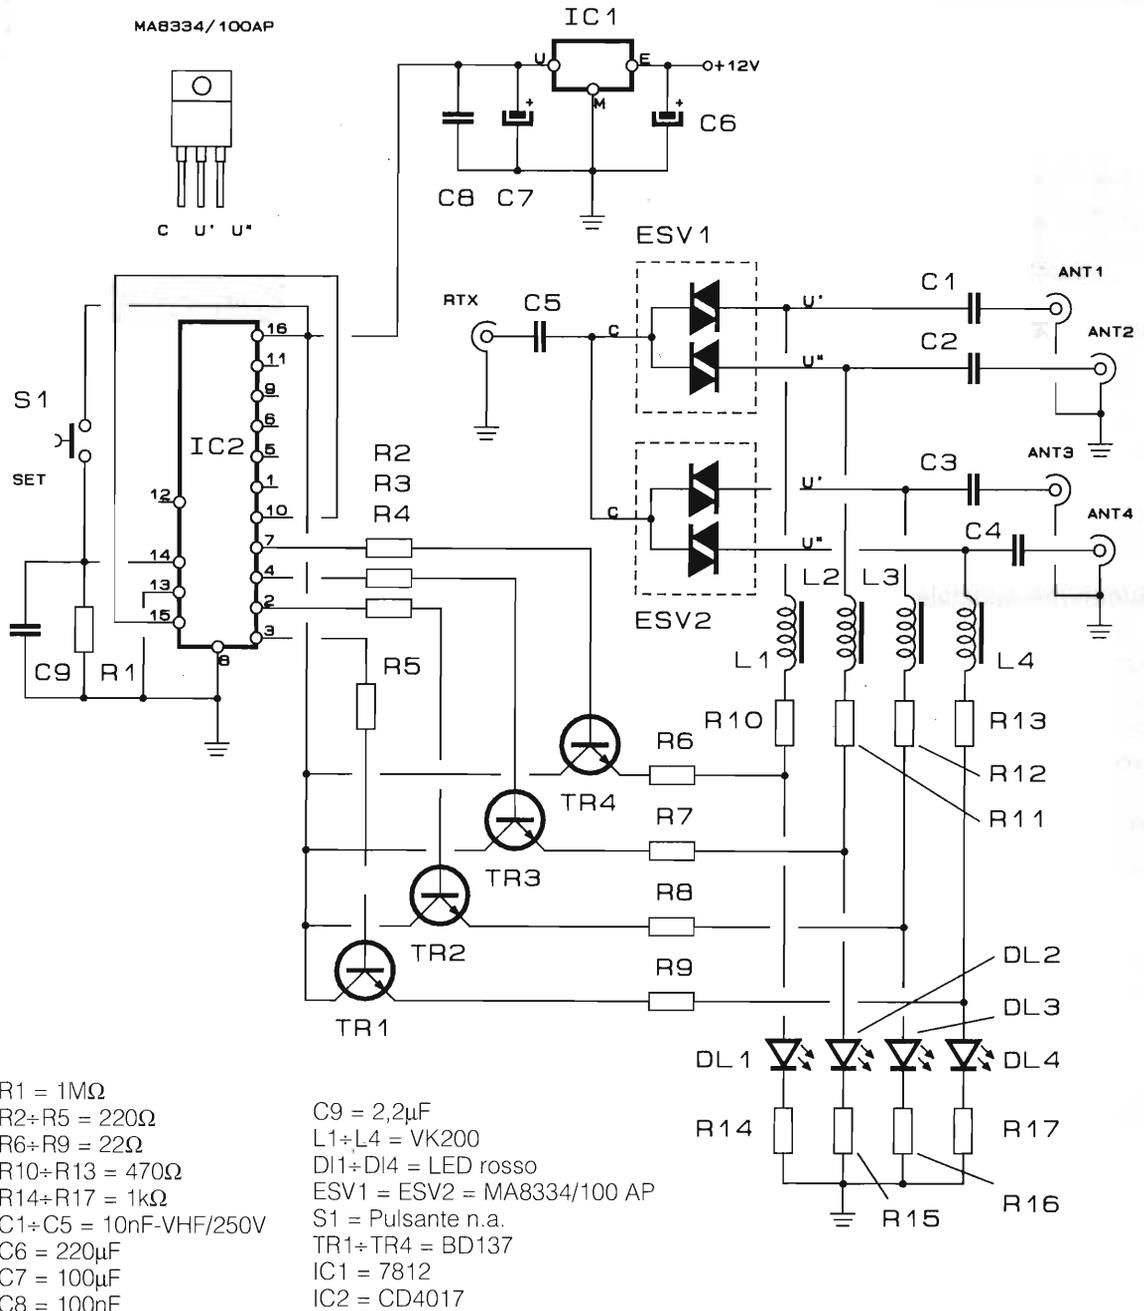 MA8334/100AP
C U' U"
IC1
U E +12V
M
C6
C8 C7
ESV1
RTX C5
C U' C1 ANT1
U" C2 ANT2
S1
SET
IC2
16
11
9
6
5
1
10
7
4
2
3
12
14
13
15
8
R2
R3
R4
C U' C3 ANT3
U" C4 ANT4
ESV2
C9 R1
R5
L1 L2 L3 L4
R10 R13
R12
R11
R6
TR4
R7
TR3
R8
TR2
R9
TR1
DL2
DL3
DL1 DL4
R14 R17
R15 R16
R1 = 1MΩ
R2÷R5 = 220Ω
R6÷R9 = 22Ω
R10÷R13 = 470Ω
R14÷R17 = 1kΩ
C1÷C5 = 10nF-VHF/250V
C6 = 220µF
C7 = 100µF
C8 = 100nF
C9 = 2,2µF
L1÷L4 = VK200
Dl1÷Dl4 = LED rosso
ESV1 = ESV2 = MA8334/100 AP
S1 = Pulsante n.a.
TR1÷TR4 = BD137
IC1 = 7812
IC2 = CD4017